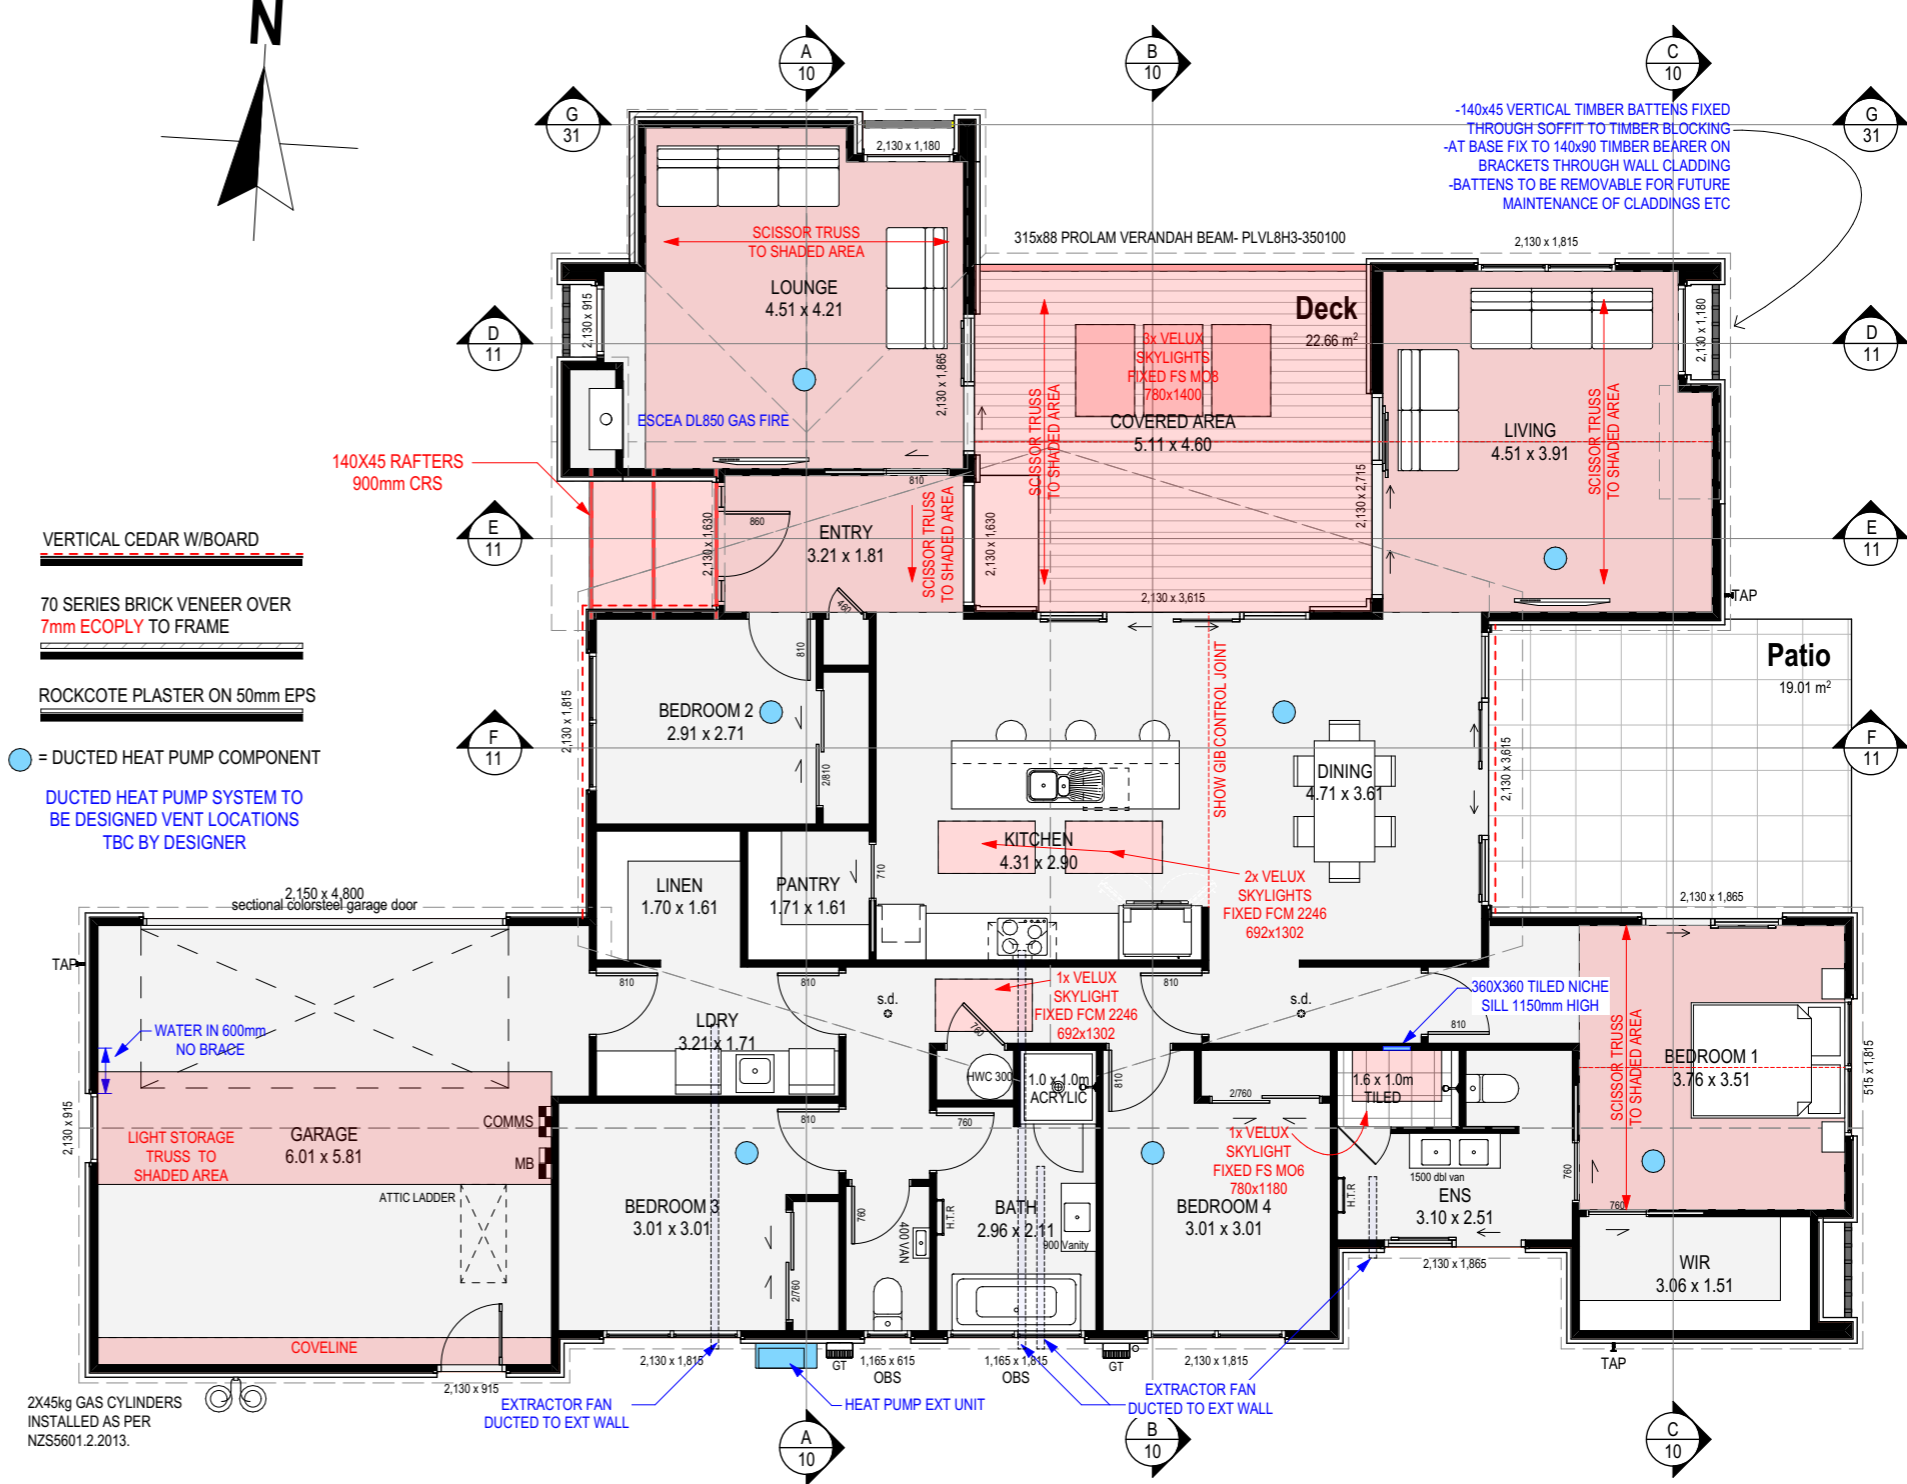 N
A
10
B
10
C
10
G
31
G
31
-140x45 VERTICAL TIMBER BATTENS FIXED
THROUGH SOFFIT TO TIMBER BLOCKING
-AT BASE FIX TO 140x90 TIMBER BEARER ON
BRACKETS THROUGH WALL CLADDING
-BATTENS TO BE REMOVABLE FOR FUTURE
MAINTENANCE OF CLADDINGS ETC
2,130 x 1,180
315x88 PROLAM VERANDAH BEAM- PLVL8H3-350100
2,130 x 1,815
SCISSOR TRUSS
TO SHADED AREA
LOUNGE
4.51 x 4.21
2,130 x 915
2,130 x 1,865
ESCEA DL850 GAS FIRE
Deck
22.66 m²
3x VELUX
SKYLIGHTS
FIXED FS MO8
780x1400
COVERED AREA
5.11 x 4.60
SCISSOR TRUSS
TO SHADED AREA
LIVING
4.51 x 3.91
SCISSOR TRUSS
TO SHADED AREA
2,130 x 1,180
2,130 x 2,715
D
11
D
11
140X45 RAFTERS
900mm CRS
810
860
2,130 x 1,630
ENTRY
3.21 x 1.81
SCISSOR TRUSS
TO SHADED AREA
2,130 x 1,630
2,130 x 3,615
460
E
11
E
11
TAP
VERTICAL CEDAR W/BOARD
70 SERIES BRICK VENEER OVER
7mm ECOPLY TO FRAME
ROCKCOTE PLASTER ON 50mm EPS
= DUCTED HEAT PUMP COMPONENT
DUCTED HEAT PUMP SYSTEM TO
BE DESIGNED VENT LOCATIONS
TBC BY DESIGNER
2,130 x 1,815
BEDROOM 2
2.91 x 2.71
810
2/810
SHOW GIB CONTROL JOINT
DINING
4.71 x 3.61
2,130 x 3,615
Patio
19.01 m²
F
11
F
11
KITCHEN
4.31 x 2.90
2x VELUX
SKYLIGHTS
FIXED FCM 2246
692x1302
LINEN
1.70 x 1.61
PANTRY
1.71 x 1.61
710
2,150 x 4,800
sectional colorsteel garage door
2,130 x 1,865
TAP
810
810
s.d.
1x VELUX
SKYLIGHT
FIXED FCM 2246
692x1302
810
s.d.
360X360 TILED NICHE
SILL 1150mm HIGH
810
WATER IN 600mm
NO BRACE
LDRY
3.21 x 1.71
760
HWC 300
1.0 x 1.0m
ACRYLIC
810
2/760
1.6 x 1.0m
TILED
SCISSOR TRUSS
TO SHADED AREA
BEDROOM 1
3.76 x 3.51
515 x 1,815
2,130 x 915
LIGHT STORAGE
TRUSS TO
SHADED AREA
GARAGE
6.01 x 5.81
COMMS
MB
ATTIC LADDER
810
760
1x VELUX
SKYLIGHT
FIXED FS MO6
780x1180
1500 dbl van
ENS
3.10 x 2.51
H.T.R
760
760
BEDROOM 3
3.01 x 3.01
2/760
760
400 VAN
H.T.R
BATH
2.96 x 2.11
900 Vanity
BEDROOM 4
3.01 x 3.01
WIR
3.06 x 1.51
2,130 x 1,865
COVELINE
2,130 x 915
2,130 x 1,815
GT
1,165 x 615
OBS
1,165 x 1,815
OBS
GT
2,130 x 1,815
TAP
2X45kg GAS CYLINDERS
INSTALLED AS PER
NZS5601.2.2013.
EXTRACTOR FAN
DUCTED TO EXT WALL
HEAT PUMP EXT UNIT
EXTRACTOR FAN
DUCTED TO EXT WALL
A
10
B
10
C
10